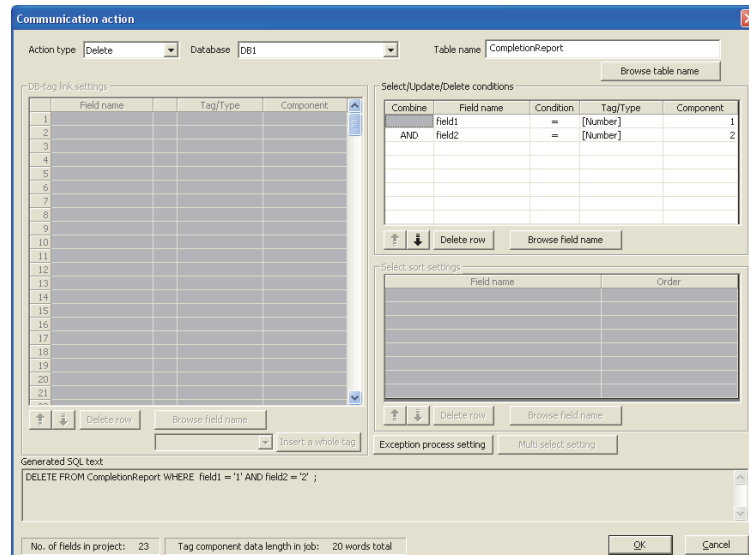 Communication action
Action type Delete Database DB1 Table name CompletionReport
Browse table name
DB-tag link settings
Field name Tag/Type Component
1
2
3
4
5
6
7
8
9
10
11
12
13
14
15
16
17
18
19
20
21
Delete row Browse field name
Insert a whole tag
Select/Update/Delete conditions
Combine Field name Condition Tag/Type Component
field1 = [Number] 1
AND field2 = [Number] 2
Delete row Browse field name
Select sort settings
Field name Order
Delete row Browse field name
Exception process setting Multi select setting
Generated SQL text
DELETE FROM CompletionReport WHERE field1 = '1' AND field2 = '2' ;
No. of fields in project: 23 Tag component data length in job: 20 words total
OK Cancel